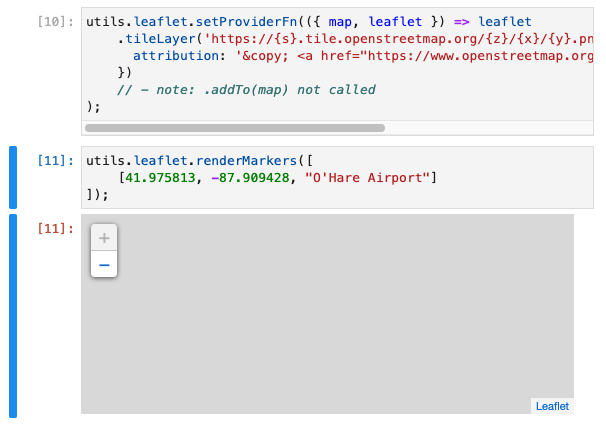 [10]: utils.leaflet.setProviderFn(({ map, leaflet }) => leaflet
.tileLayer('https://{s}.tile.openstreetmap.org/{z}/{x}/{y}.pn
attribution: '&copy; <a href="https://www.openstreetmap.org
})
// - note: .addTo(map) not called
);
[11]: utils.leaflet.renderMarkers([
[41.975813, -87.909428, "O'Hare Airport"]
]);
[11]:
+
−
Leaflet